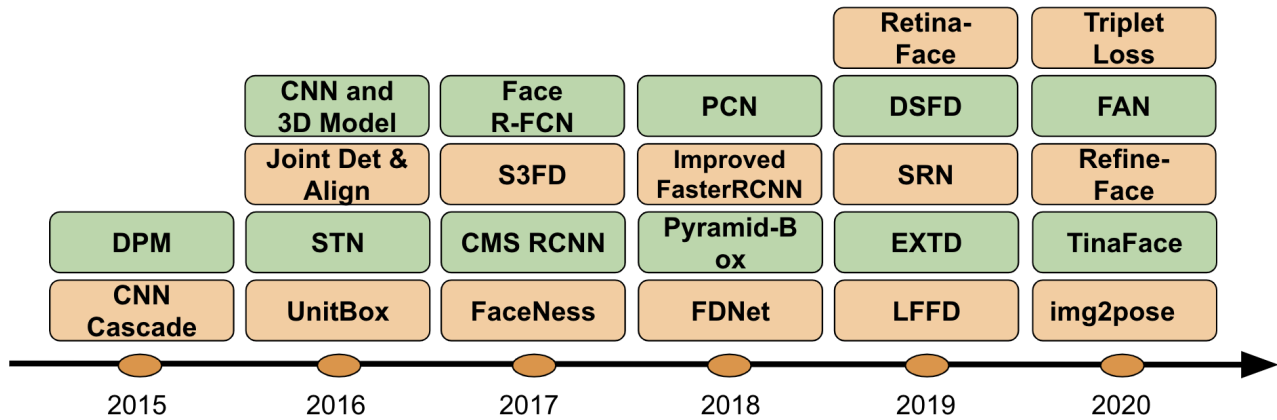 Retina-
Face
Triplet
Loss
CNN and
3D Model
Face
R-FCN
PCN
DSFD
FAN
Joint Det &
Align
S3FD
Improved
FasterRCNN
SRN
Refine-
Face
DPM
STN
CMS RCNN
Pyramid-B
ox
EXTD
TinaFace
CNN
Cascade
UnitBox
FaceNess
FDNet
LFFD
img2pose
2015
2016
2017
2018
2019
2020